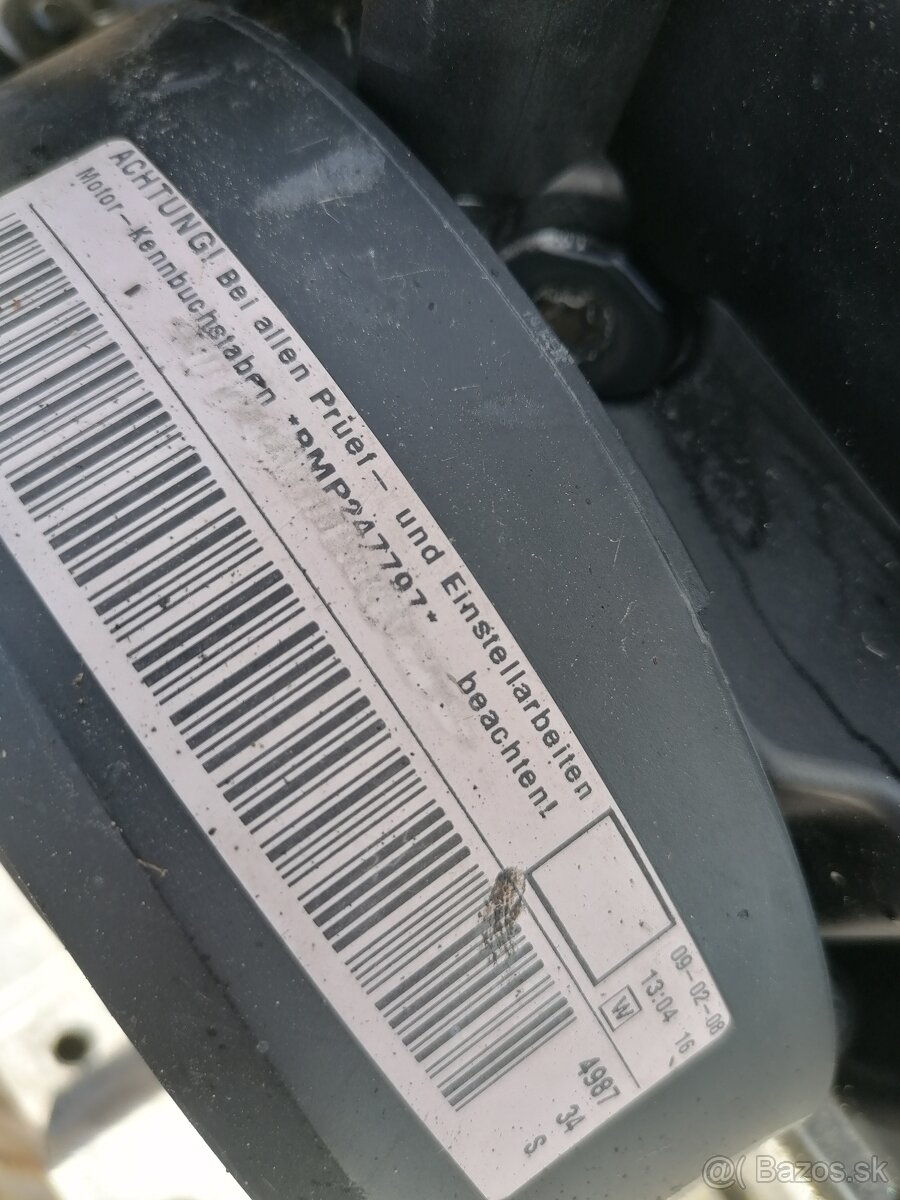 ACHTUNG! Bei allen Pruef- und Einstellarbeiten
Motor-Kennbuchstaben *BMP247797* beachten!
09-02-08
13:04 16
W
4987
34
S
@( Bazos.sk